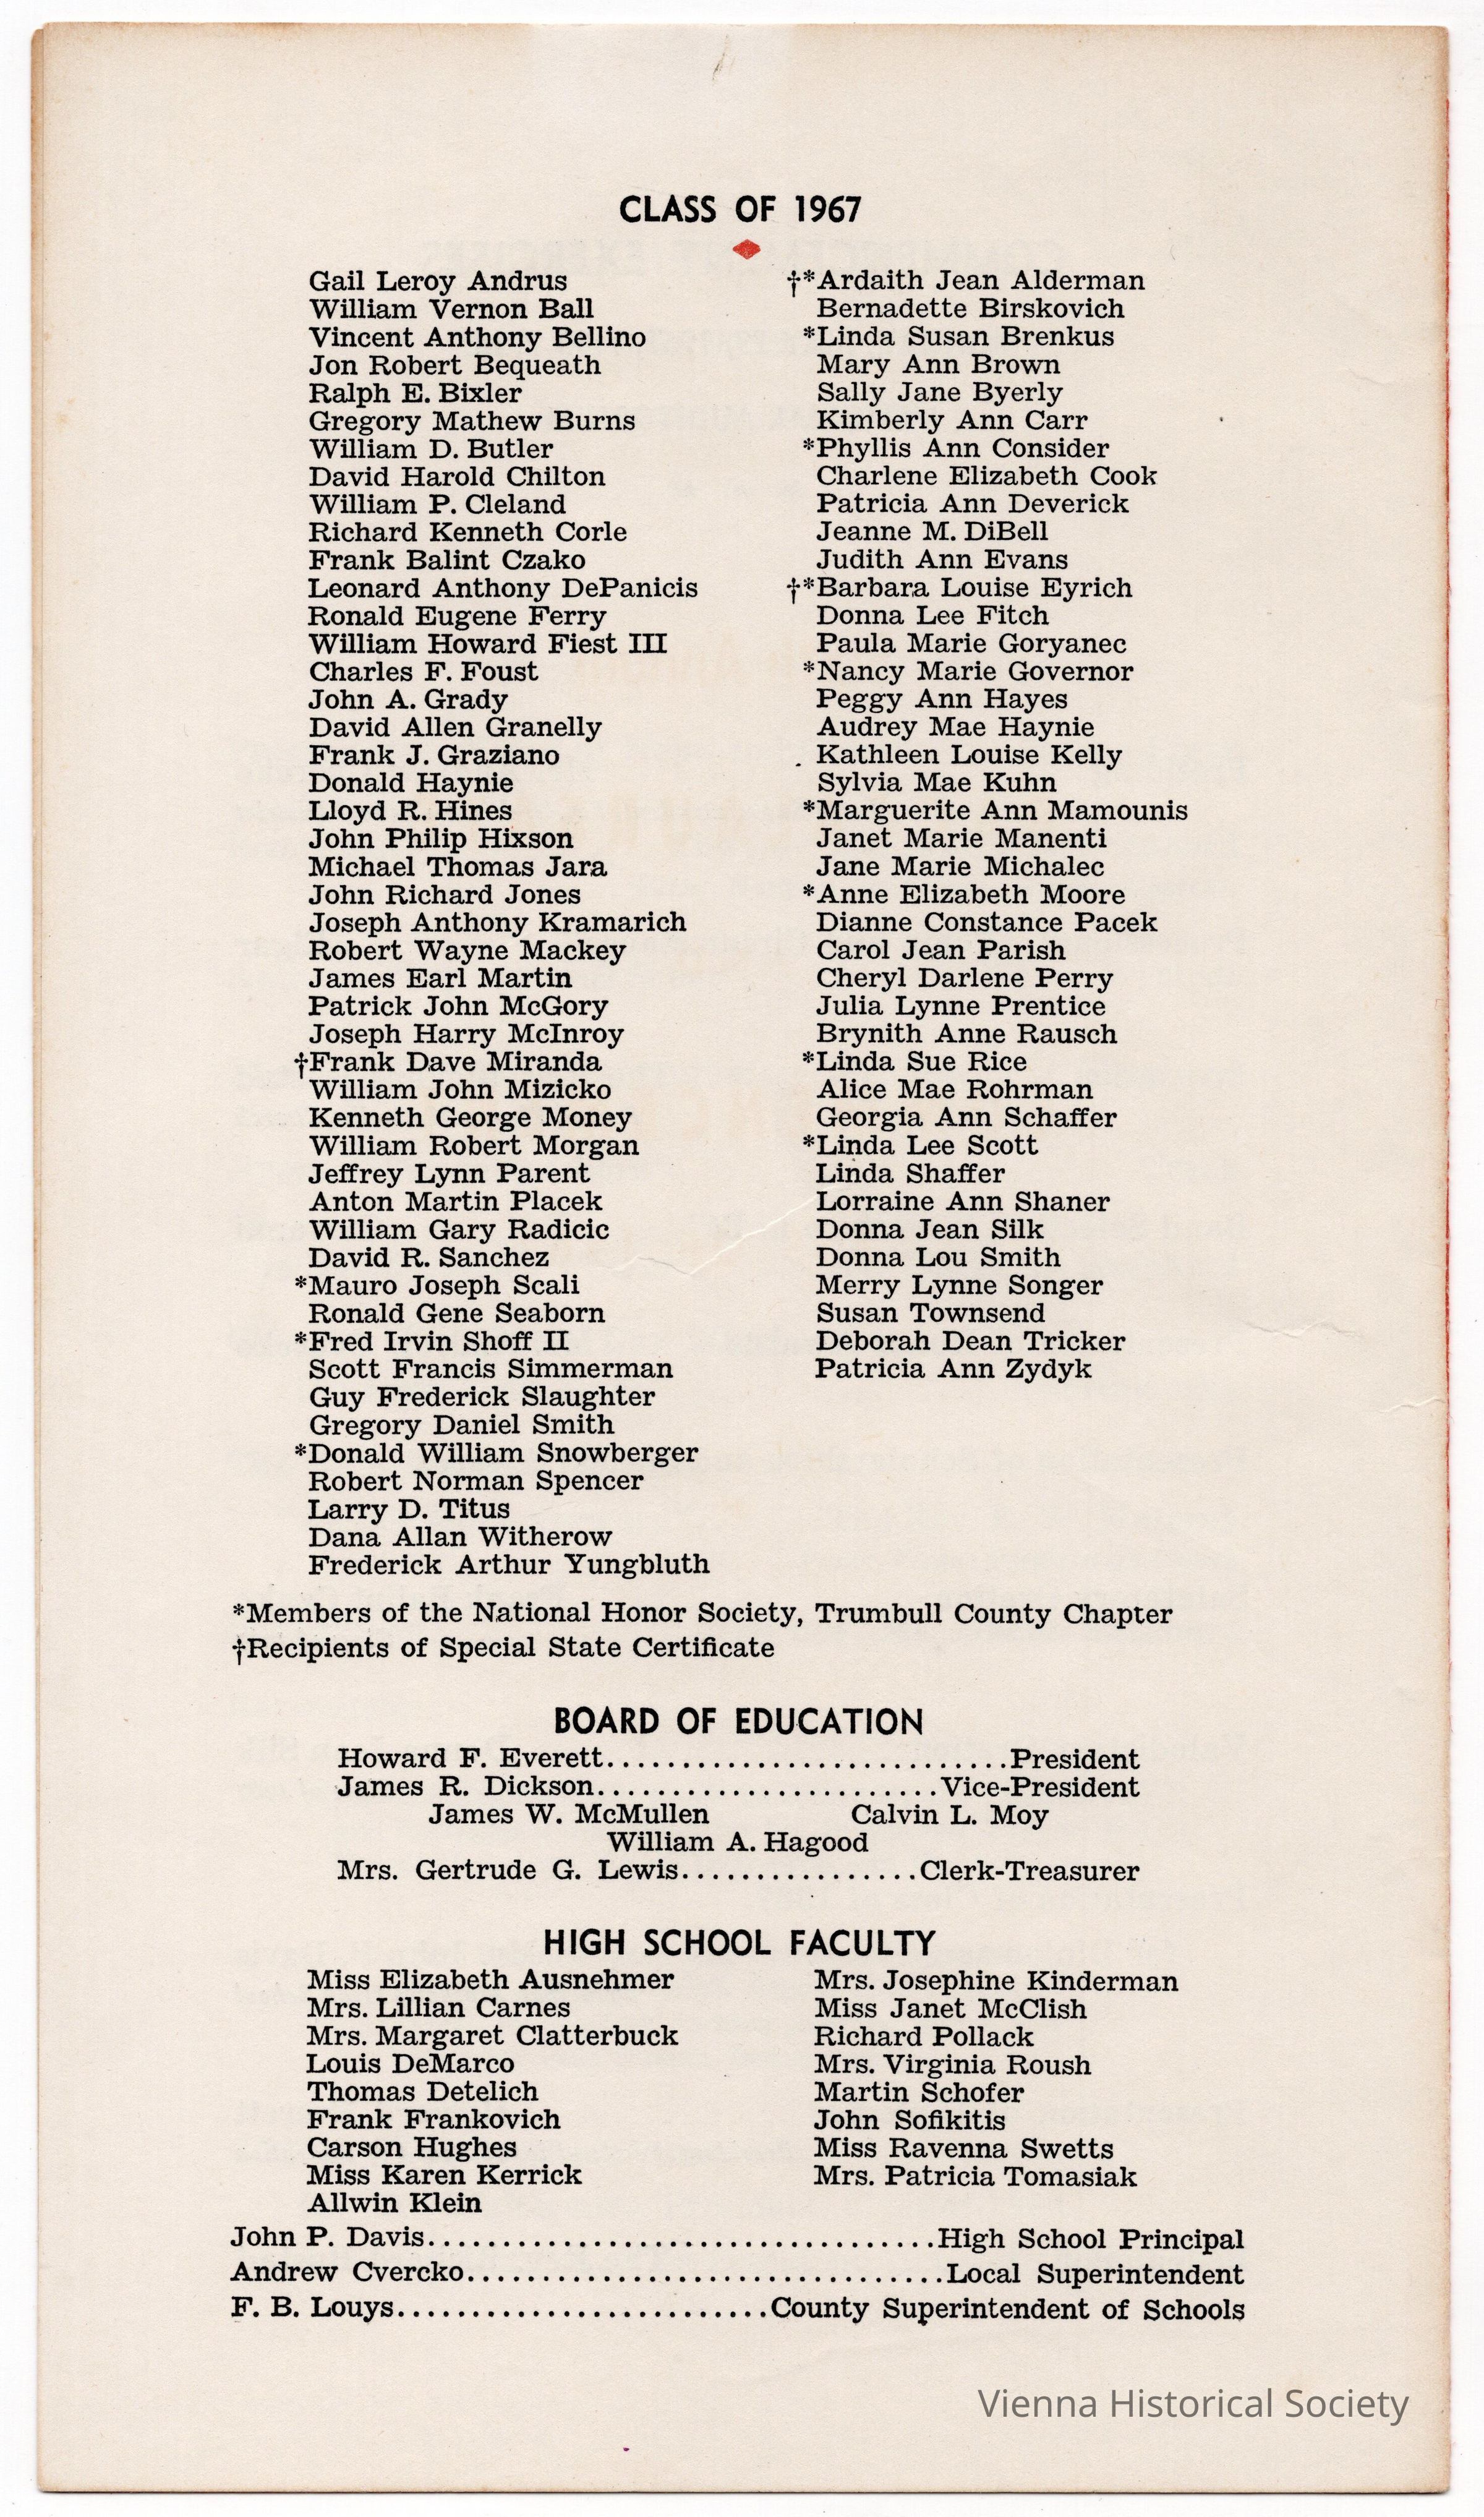 CLASS OF 1967
Gail Leroy Andrus
William Vernon Ball
Vincent Anthony Bellino
Jon Robert Bequeath
Ralph E. Bixler
Gregory Mathew Burns
William D. Butler
David Harold Chilton
William P. Cleland
Richard Kenneth Corle
Frank Balint Czako
Leonard Anthony DePanicis
Ronald Eugene Ferry
William Howard Fiest III
Charles F. Foust
John A. Grady
David Allen Granelly
Frank J. Graziano
Donald Haynie
Lloyd R. Hines
John Philip Hixson
Michael Thomas Jara
John Richard Jones
Joseph Anthony Kramarich
Robert Wayne Mackey
James Earl Martin
Patrick John McGory
Joseph Harry McInroy
†Frank Dave Miranda
William John Mizicko
Kenneth George Money
William Robert Morgan
Jeffrey Lynn Parent
Anton Martin Placek
William Gary Radicic
David R. Sanchez
*Mauro Joseph Scali
Ronald Gene Seaborn
*Fred Irvin Shoff II
Scott Francis Simmerman
Guy Frederick Slaughter
Gregory Daniel Smith
*Donald William Snowberger
Robert Norman Spencer
Larry D. Titus
Dana Allan Witherow
Frederick Arthur Yungbluth
†*Ardaith Jean Alderman
Bernadette Birskovich
*Linda Susan Brenkus
Mary Ann Brown
Sally Jane Byerly
Kimberly Ann Carr
*Phyllis Ann Consider
Charlene Elizabeth Cook
Patricia Ann Deverick
Jeanne M. DiBell
Judith Ann Evans
†*Barbara Louise Eyrich
Donna Lee Fitch
Paula Marie Goryanec
*Nancy Marie Governor
Peggy Ann Hayes
Audrey Mae Haynie
Kathleen Louise Kelly
Sylvia Mae Kuhn
*Marguerite Ann Mamounis
Janet Marie Manenti
Jane Marie Michalec
*Anne Elizabeth Moore
Dianne Constance Pacek
Carol Jean Parish
Cheryl Darlene Perry
Julia Lynne Prentice
Brynith Anne Rausch
*Linda Sue Rice
Alice Mae Rohrman
Georgia Ann Schaffer
*Linda Lee Scott
Linda Shaffer
Lorraine Ann Shaner
Donna Jean Silk
Donna Lou Smith
Merry Lynne Songer
Susan Townsend
Deborah Dean Tricker
Patricia Ann Zydyk
*Members of the National Honor Society, Trumbull County Chapter
†Recipients of Special State Certificate
BOARD OF EDUCATION
Howard F. Everett...........................President
James R. Dickson.......................Vice-President
James W. McMullen Calvin L. Moy
William A. Hagood
Mrs. Gertrude G. Lewis................Clerk-Treasurer
HIGH SCHOOL FACULTY
Miss Elizabeth Ausnehmer
Mrs. Lillian Carnes
Mrs. Margaret Clatterbuck
Louis DeMarco
Thomas Detelich
Frank Frankovich
Carson Hughes
Miss Karen Kerrick
Allwin Klein
Mrs. Josephine Kinderman
Miss Janet McClish
Richard Pollack
Mrs. Virginia Roush
Martin Schofer
John Sofikitis
Miss Ravenna Swetts
Mrs. Patricia Tomasiak
John P. Davis..................................High School Principal
Andrew Cvercko................................Local Superintendent
F. B. Louys.........................County Superintendent of Schools
Vienna Historical Society